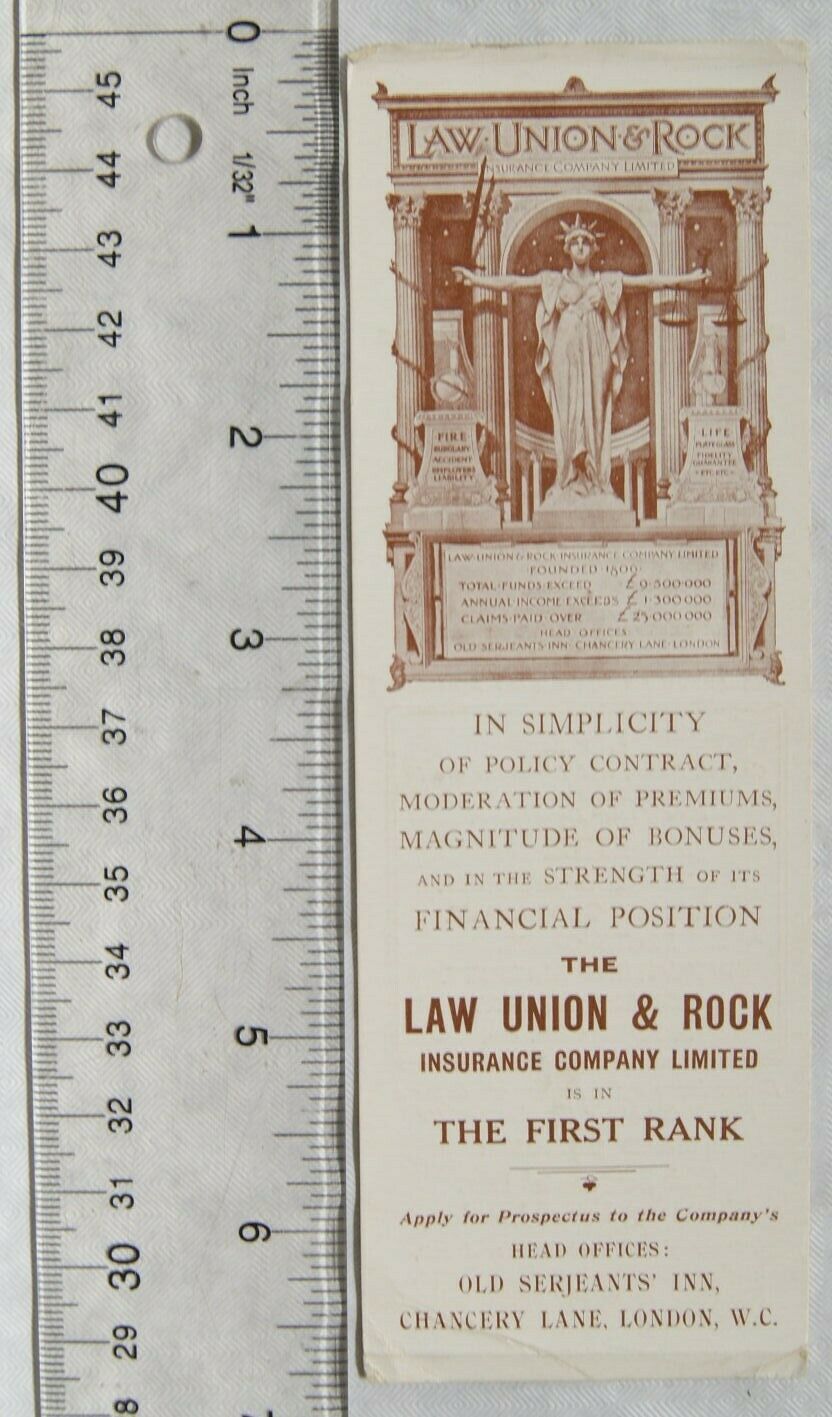 0
Inch 1/32"
1
2
3
4
5
6
45
44
43
42
41
40
39
38
37
36
35
34
33
32
31
30
29
LAW·UNION·&·ROCK
INSURANCE COMPANY LIMITED
FIRE
BURGLARY
ACCIDENT
EMPLOYERS
LIABILITY
LIFE
PLATE GLASS
FIDELITY
GUARANTEE
ETC. ETC.
LAW·UNION·&·ROCK·INSURANCE COMPANY LIMITED
FOUNDED·1806·
TOTAL·FUNDS·EXCEED £9·500·000
ANNUAL·INCOME EXCEEDS £1·300·000
CLAIMS·PAID·OVER £25·000·000
HEAD OFFICES
OLD SERJEANTS·INN·CHANCERY LANE·LONDON
IN SIMPLICITY
OF POLICY CONTRACT,
MODERATION OF PREMIUMS,
MAGNITUDE OF BONUSES,
AND IN THE STRENGTH OF ITS
FINANCIAL POSITION
THE
LAW UNION & ROCK
INSURANCE COMPANY LIMITED
IS IN
THE FIRST RANK
Apply for Prospectus to the Company's
HEAD OFFICES:
OLD SERJEANTS' INN,
CHANCERY LANE, LONDON, W.C.